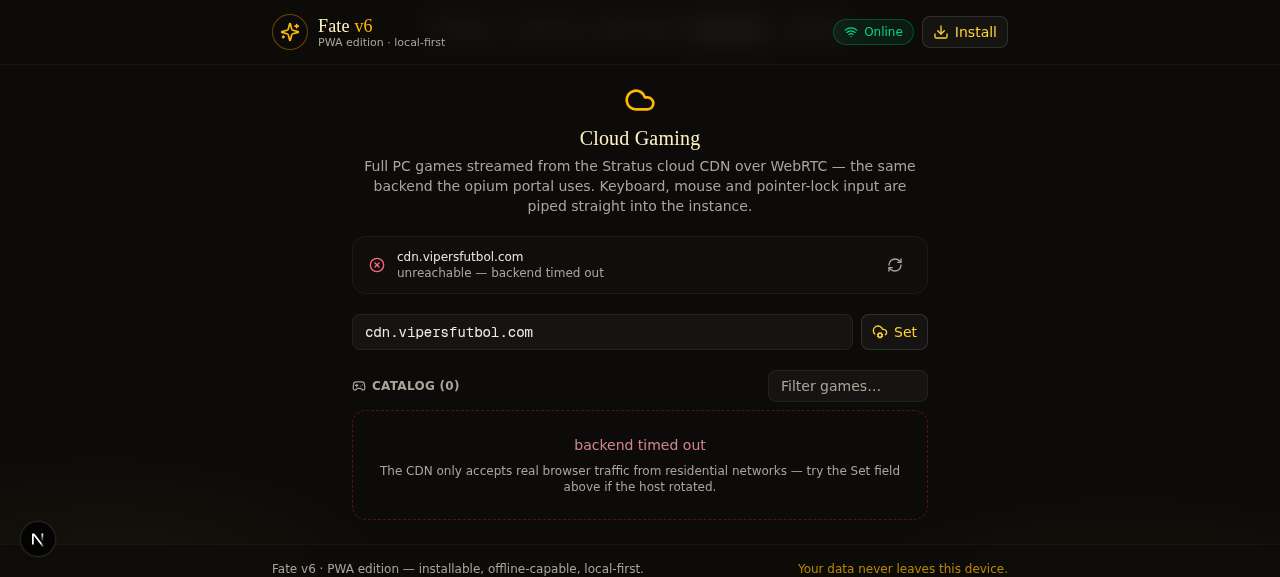 Fate v6
PWA edition · local-first
Online
Install
Cloud Gaming
Full PC games streamed from the Stratus cloud CDN over WebRTC — the same
backend the opium portal uses. Keyboard, mouse and pointer-lock input are
piped straight into the instance.
cdn.vipersfutbol.com
unreachable — backend timed out
cdn.vipersfutbol.com
Set
CATALOG (0)
Filter games…
backend timed out
The CDN only accepts real browser traffic from residential networks — try the Set field
above if the host rotated.
N
Fate v6 · PWA edition — installable, offline-capable, local-first.
Your data never leaves this device.